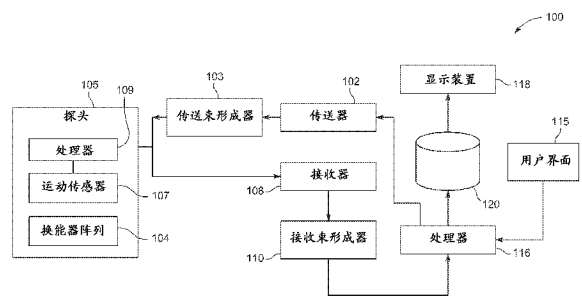 100
105
探头
109
处理器
运动传感器
107
换能器阵列
104
103
传送束形成器
102
传送器
接收器
108
接收束形成器
110
显示装置
118
120
115
用户界面
处理器
116